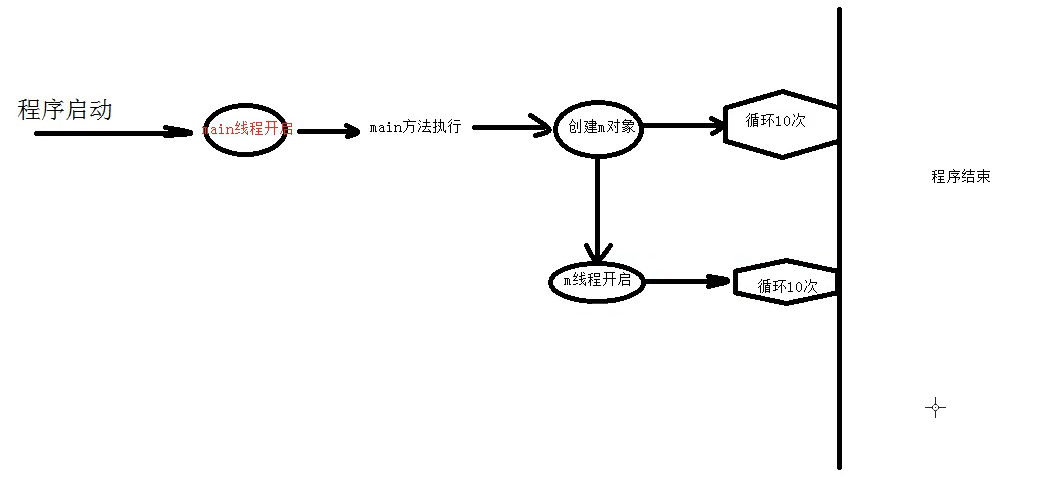 程序启动
main线程开启
main方法执行
创建m对象
循环10次
程序结束
m线程开启
循环10次